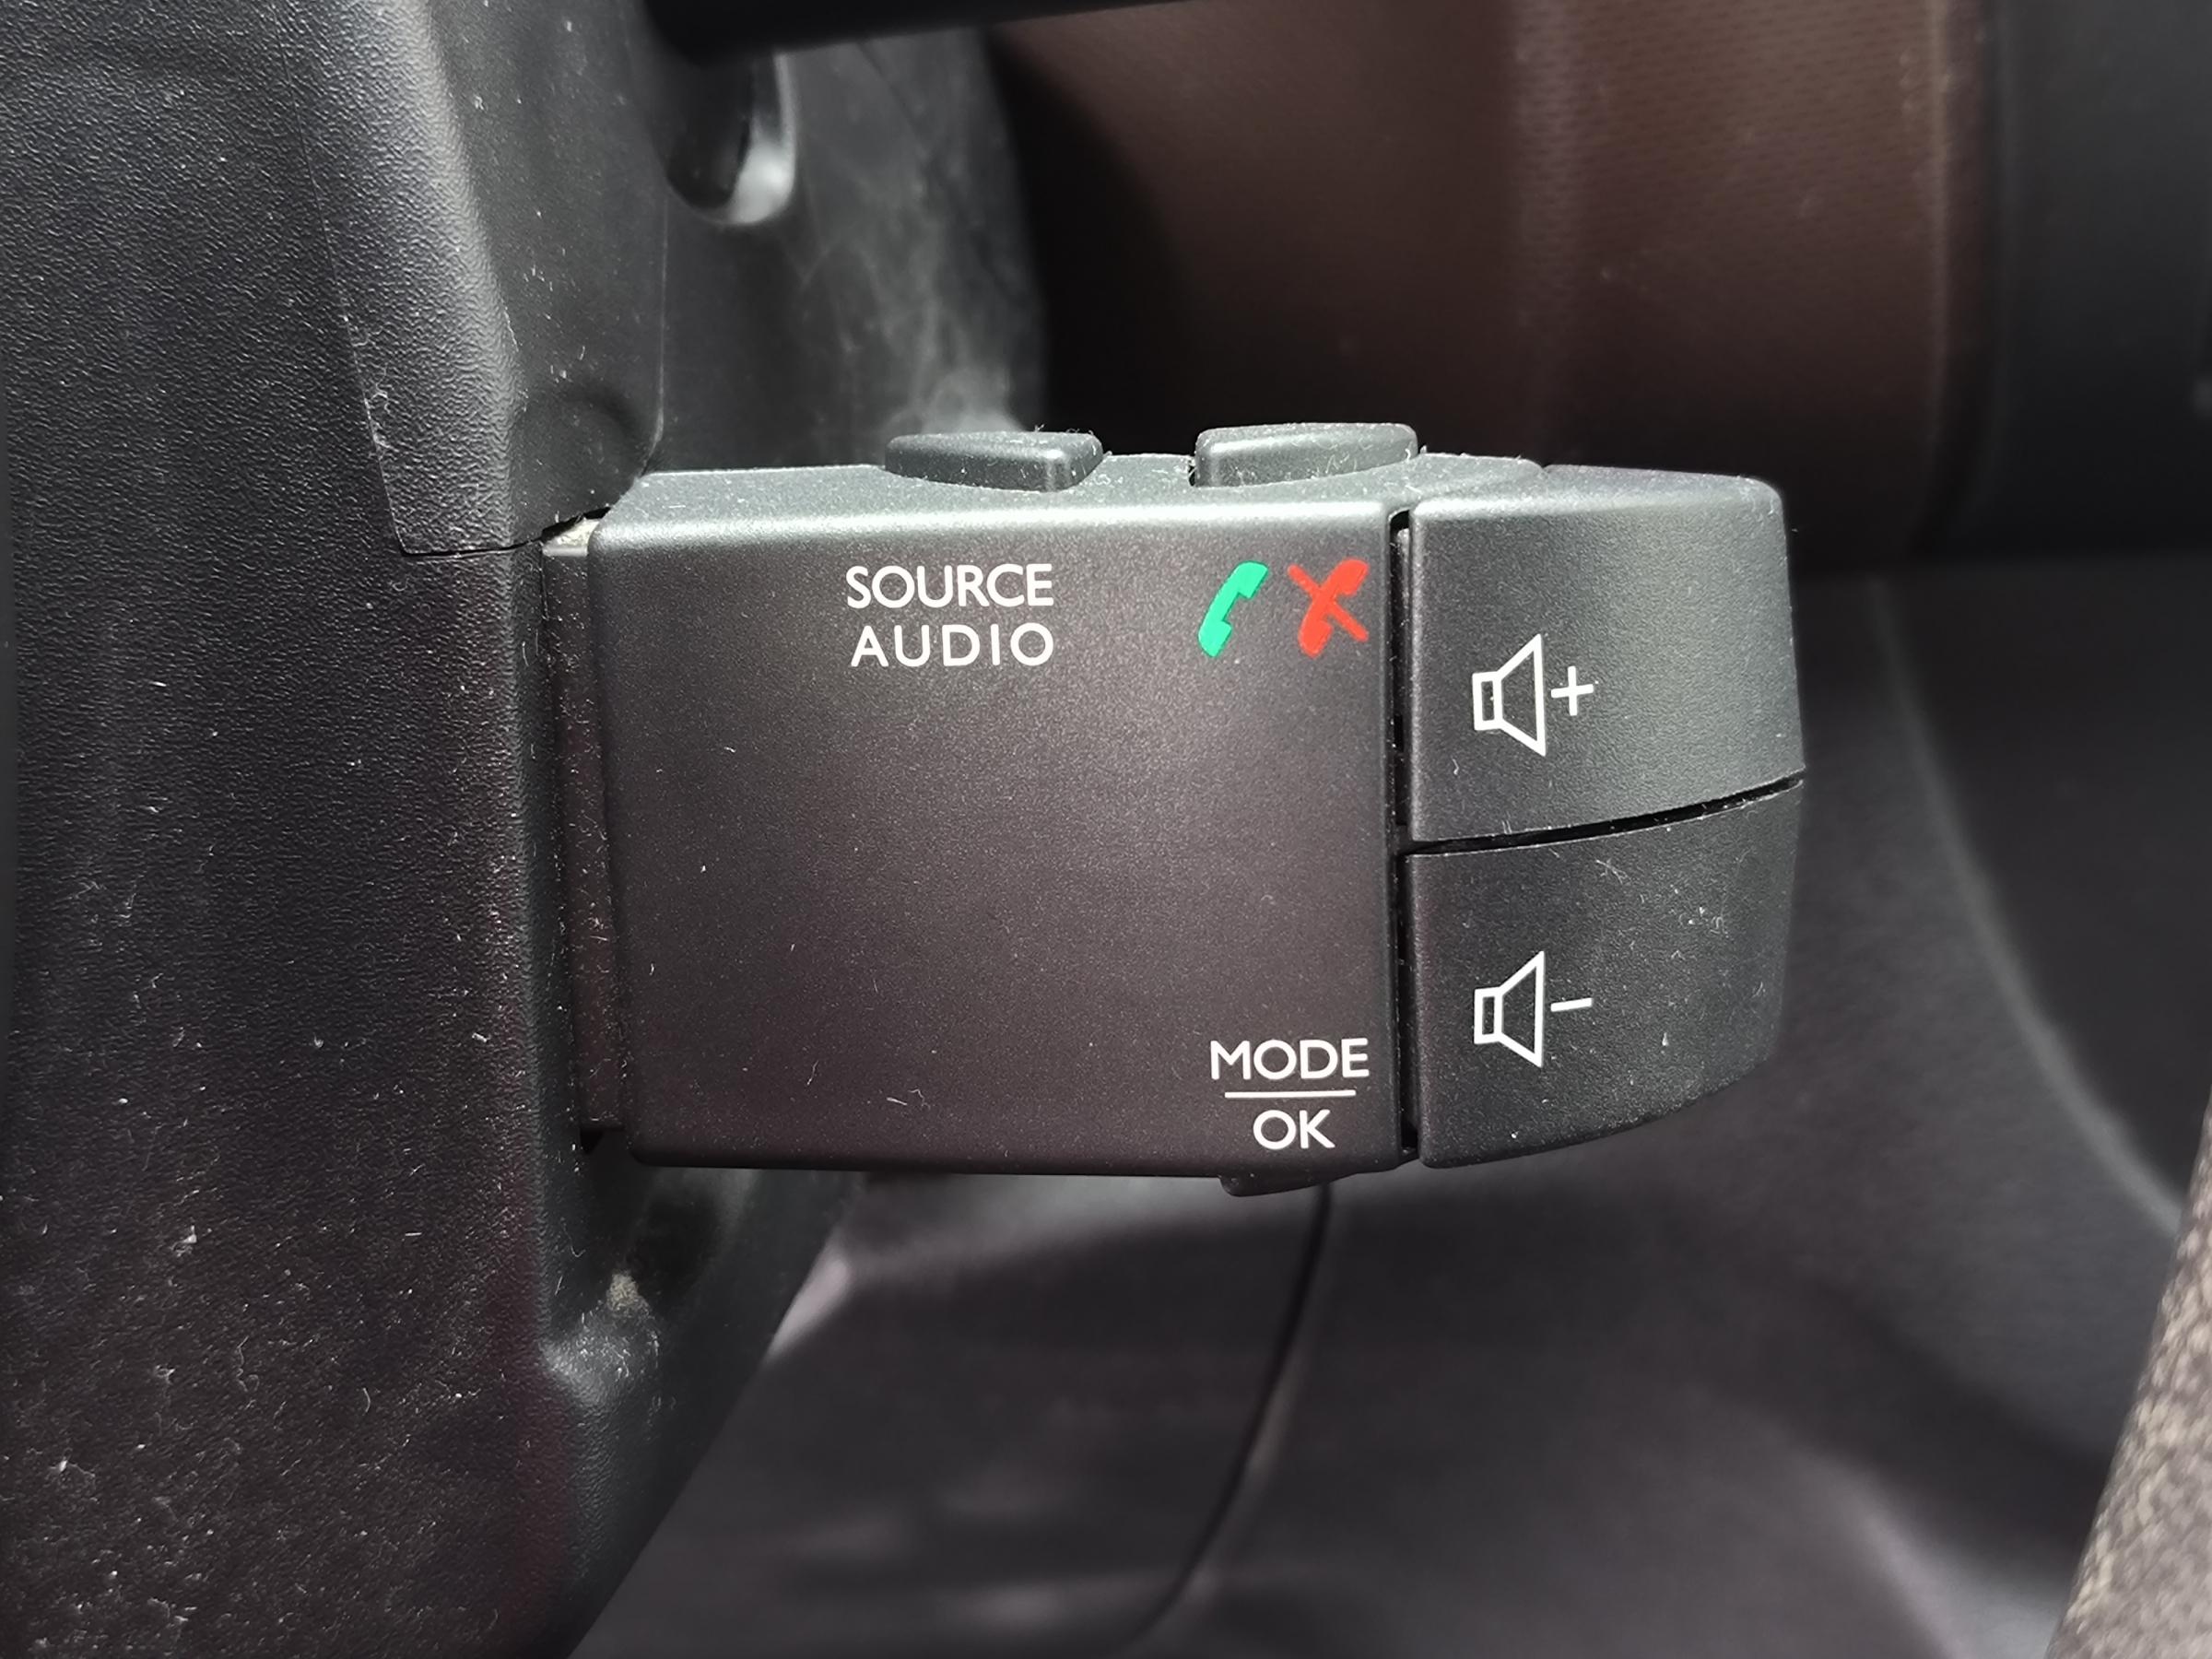 SOURCE
AUDIO
+
-
MODE
OK